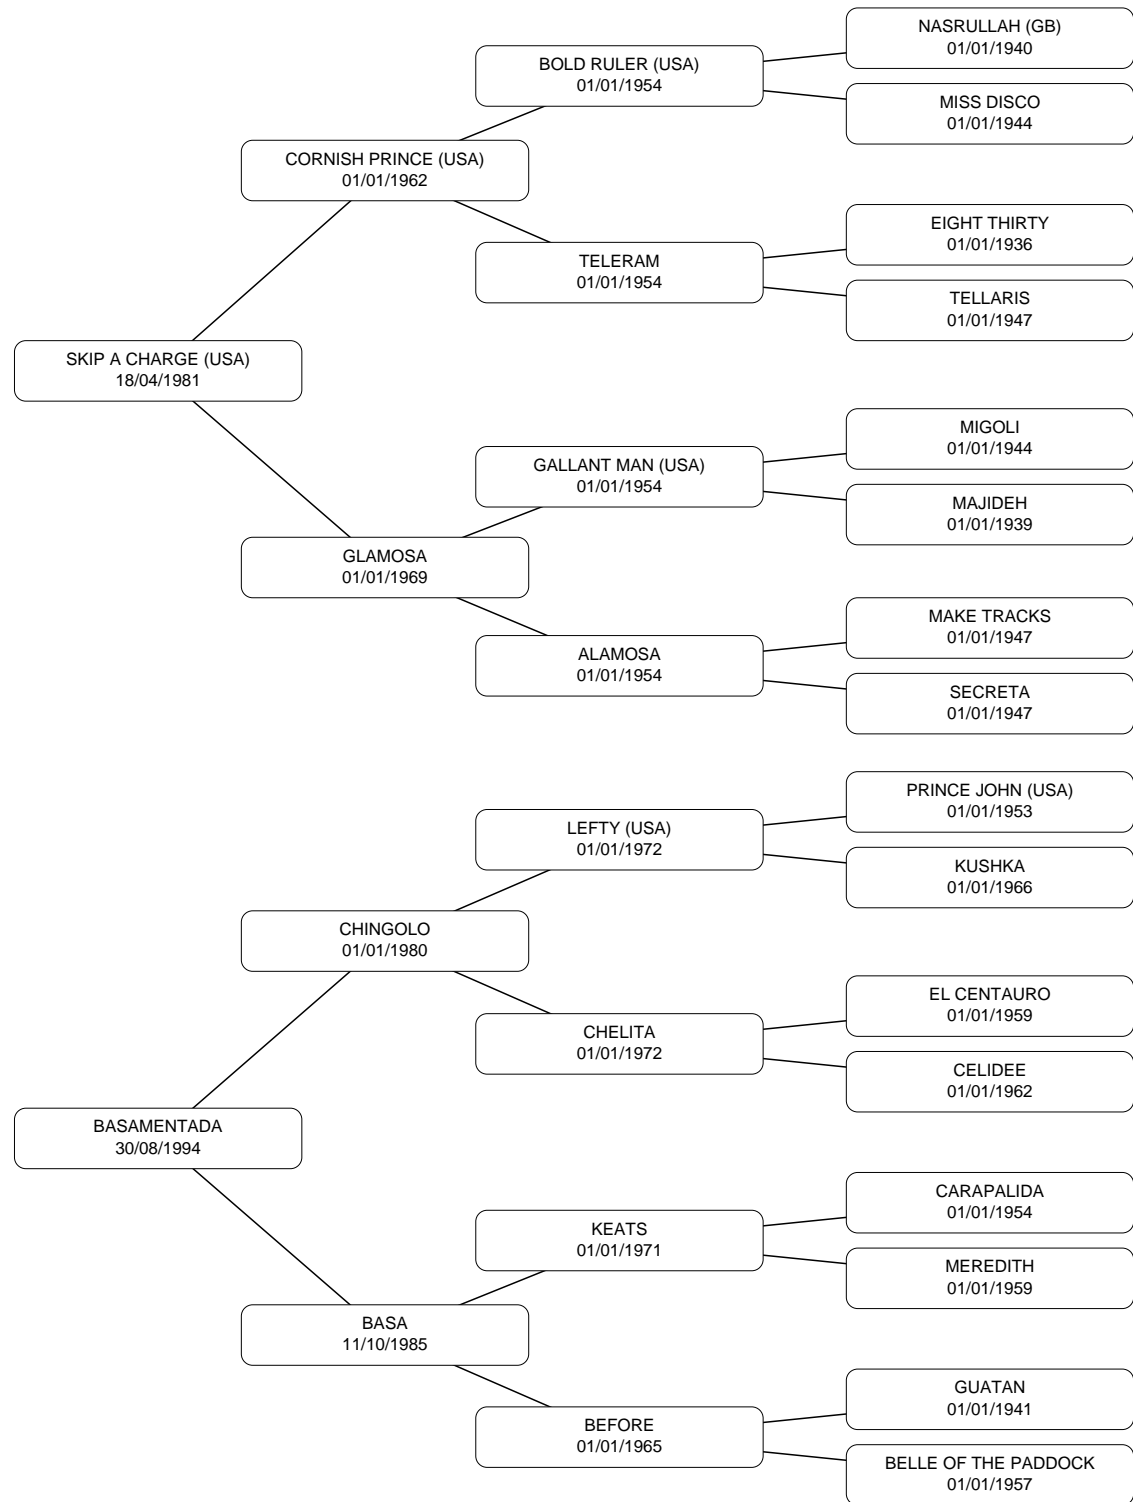 NASRULLAH (GB)
01/01/1940
BOLD RULER (USA)
01/01/1954
MISS DISCO
01/01/1944
CORNISH PRINCE (USA)
01/01/1962
EIGHT THIRTY
01/01/1936
TELERAM
01/01/1954
TELLARIS
01/01/1947
SKIP A CHARGE (USA)
18/04/1981
MIGOLI
01/01/1944
GALLANT MAN (USA)
01/01/1954
MAJIDEH
01/01/1939
GLAMOSA
01/01/1969
MAKE TRACKS
01/01/1947
ALAMOSA
01/01/1954
SECRETA
01/01/1947
PRINCE JOHN (USA)
01/01/1953
LEFTY (USA)
01/01/1972
KUSHKA
01/01/1966
CHINGOLO
01/01/1980
EL CENTAURO
01/01/1959
CHELITA
01/01/1972
CELIDEE
01/01/1962
BASAMENTADA
30/08/1994
CARAPALIDA
01/01/1954
KEATS
01/01/1971
MEREDITH
01/01/1959
BASA
11/10/1985
GUATAN
01/01/1941
BEFORE
01/01/1965
BELLE OF THE PADDOCK
01/01/1957